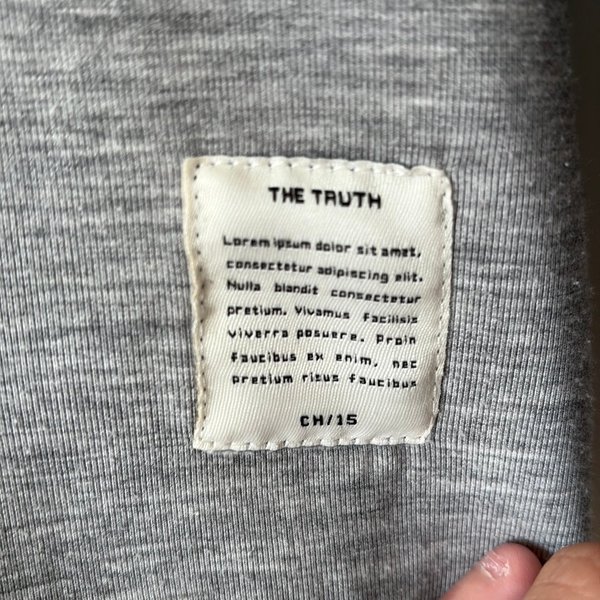 THE TRUTH
Lorem ipsum dolor sit amet,
consectetur adipiscing elit.
Nulla blandit consectetur
pretium. Vivamus facilisis
viverra posuere. Proin
faucibus ex enim, nec
pretium risus faucibus
CH/15